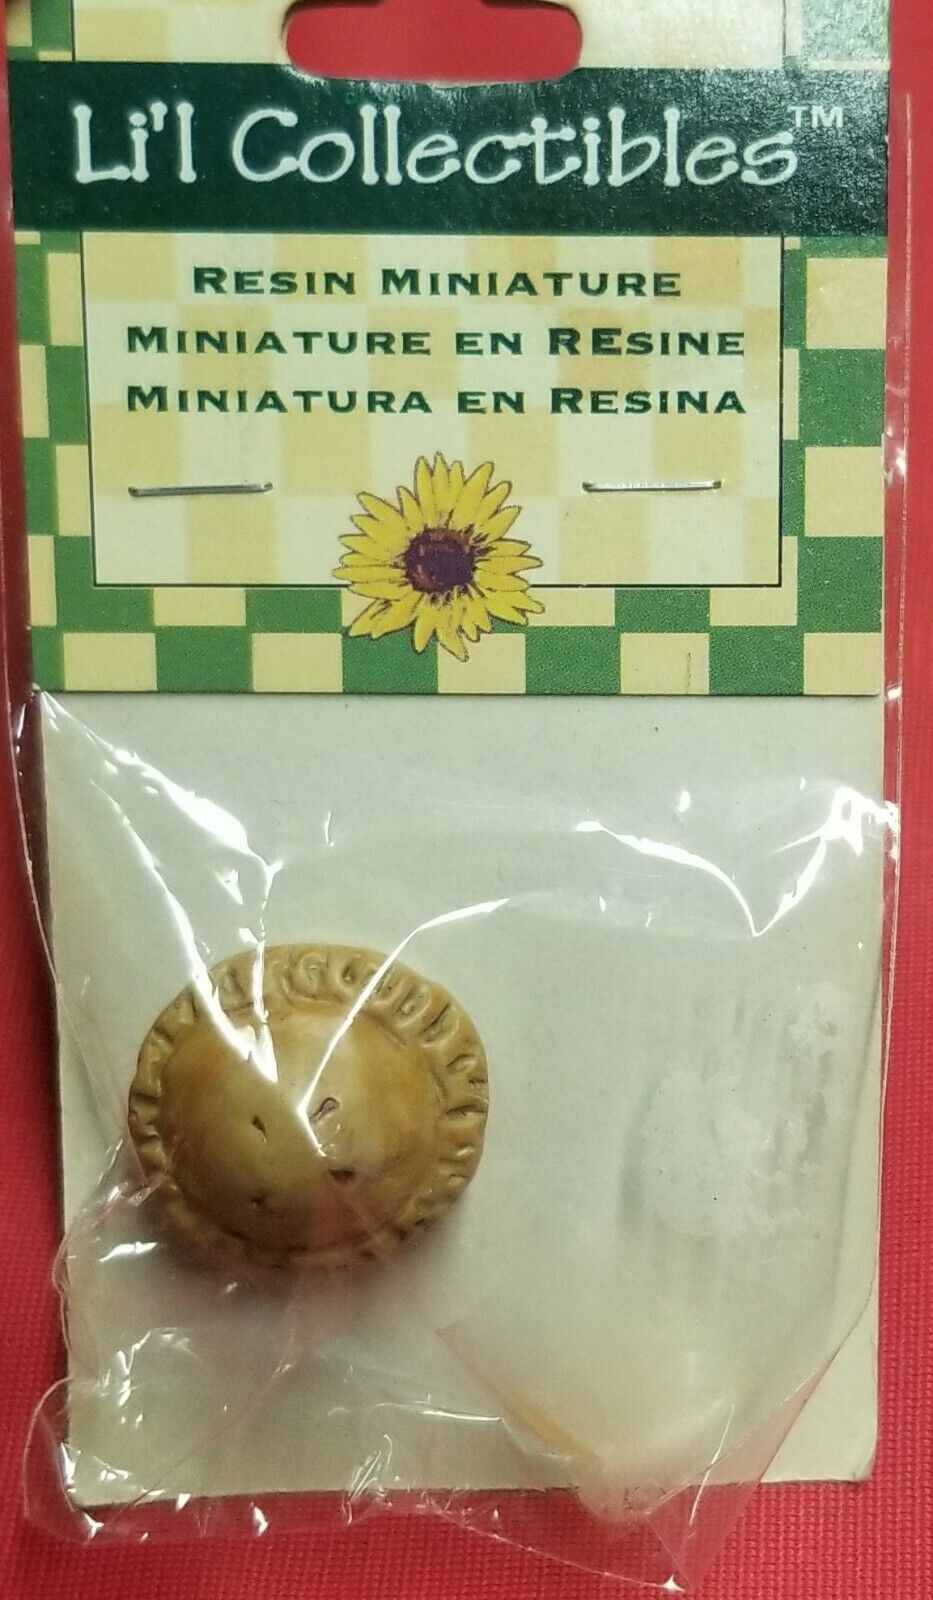 Li'l Collectibles™
RESIN MINIATURE
MINIATURE EN RESINE
MINIATURA EN RESINA